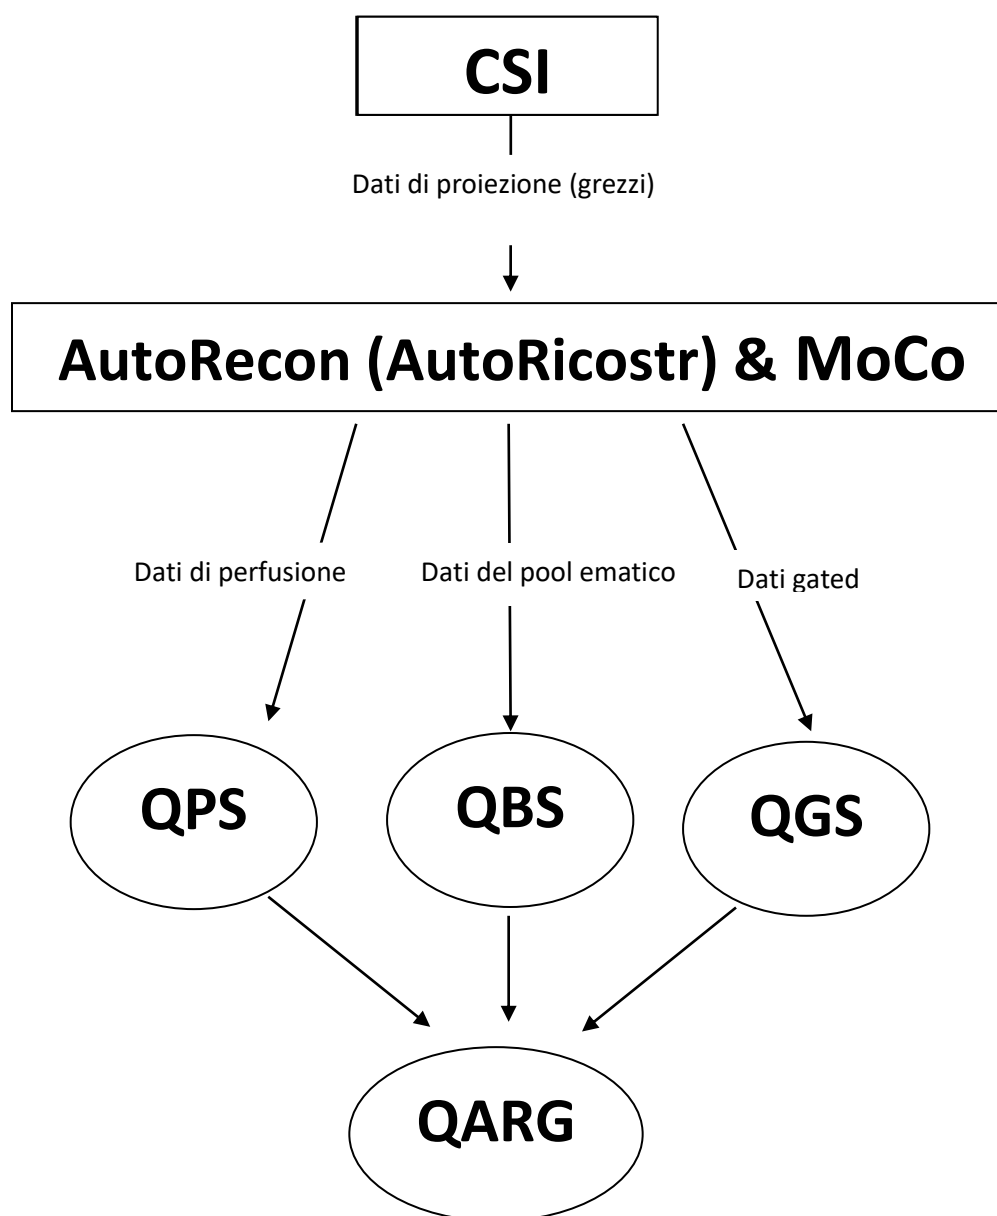 CSI
Dati di proiezione (grezzi)
AutoRecon (AutoRicostr) & MoCo
Dati di perfusione
Dati del pool ematico
Dati gated
QPS
QBS
QGS
QARG